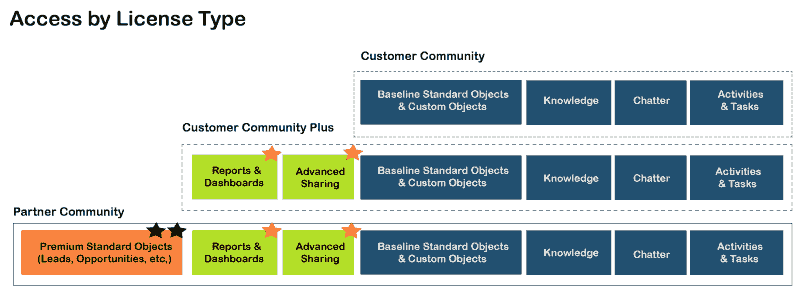 Access by License Type
Customer Community
Baseline Standard Objects
& Custom Objects
Knowledge
Chatter
Activities
& Tasks
Customer Community Plus
Reports &
Dashboards
Advanced
Sharing
Baseline Standard Objects
& Custom Objects
Knowledge
Chatter
Activities
& Tasks
Partner Community
Premium Standard Objects
(Leads, Opportunities, etc,)
Reports &
Dashboards
Advanced
Sharing
Baseline Standard Objects
& Custom Objects
Knowledge
Chatter
Activities
& Tasks